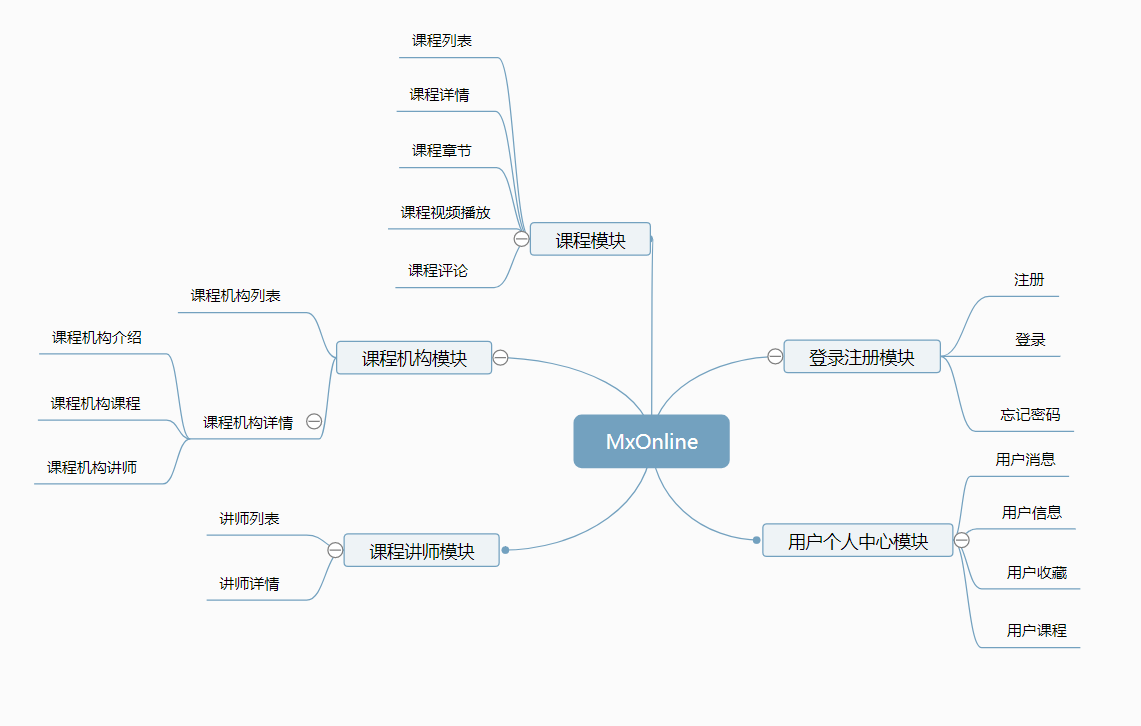 课程列表
课程详情
课程章节
课程视频播放
课程评论
课程模块
课程机构列表
课程机构介绍
课程机构课程
课程机构讲师
课程机构详情
课程机构模块
讲师列表
讲师详情
课程讲师模块
MxOnline
登录注册模块
注册
登录
忘记密码
用户个人中心模块
用户消息
用户信息
用户收藏
用户课程